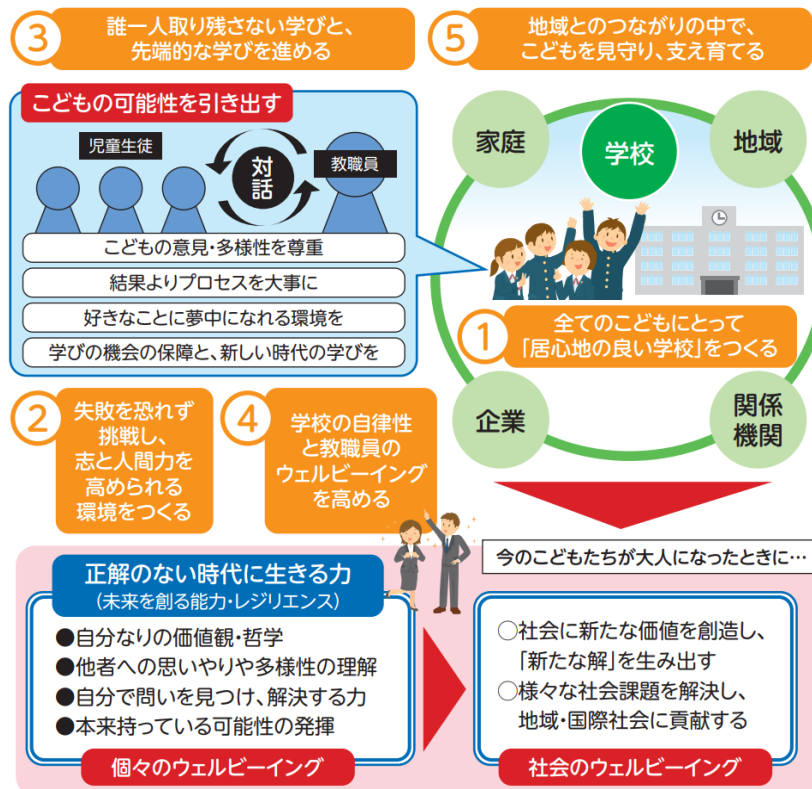 ③
誰一人取り残さない学びと、
先端的な学びを進める
こどもの可能性を引き出す
児童生徒
対話
教職員
こどもの意見・多様性を尊重
結果よりプロセスを大事に
好きなことに夢中になれる環境を
学びの機会の保障と、新しい時代の学びを
⑤
地域とのつながりの中で、
こどもを見守り、支え育てる
家庭
学校
地域
①
全てのこどもにとって
「居心地の良い学校」をつくる
企業
関係
機関
②
失敗を恐れず
挑戦し、
志と人間力を
高められる
環境をつくる
④
学校の自律性
と教職員の
ウェルビーイング
を高める
今のこどもたちが大人になったときに…
正解のない時代に生きる力
(未来を創る能力・レジリエンス)
●自分なりの価値観・哲学
●他者への思いやりや多様性の理解
●自分で問いを見つけ、解決する力
●本来持っている可能性の発揮
個々のウェルビーイング
○社会に新たな価値を創造し、
「新たな解」を生み出す
○様々な社会課題を解決し、
地域・国際社会に貢献する
社会のウェルビーイング